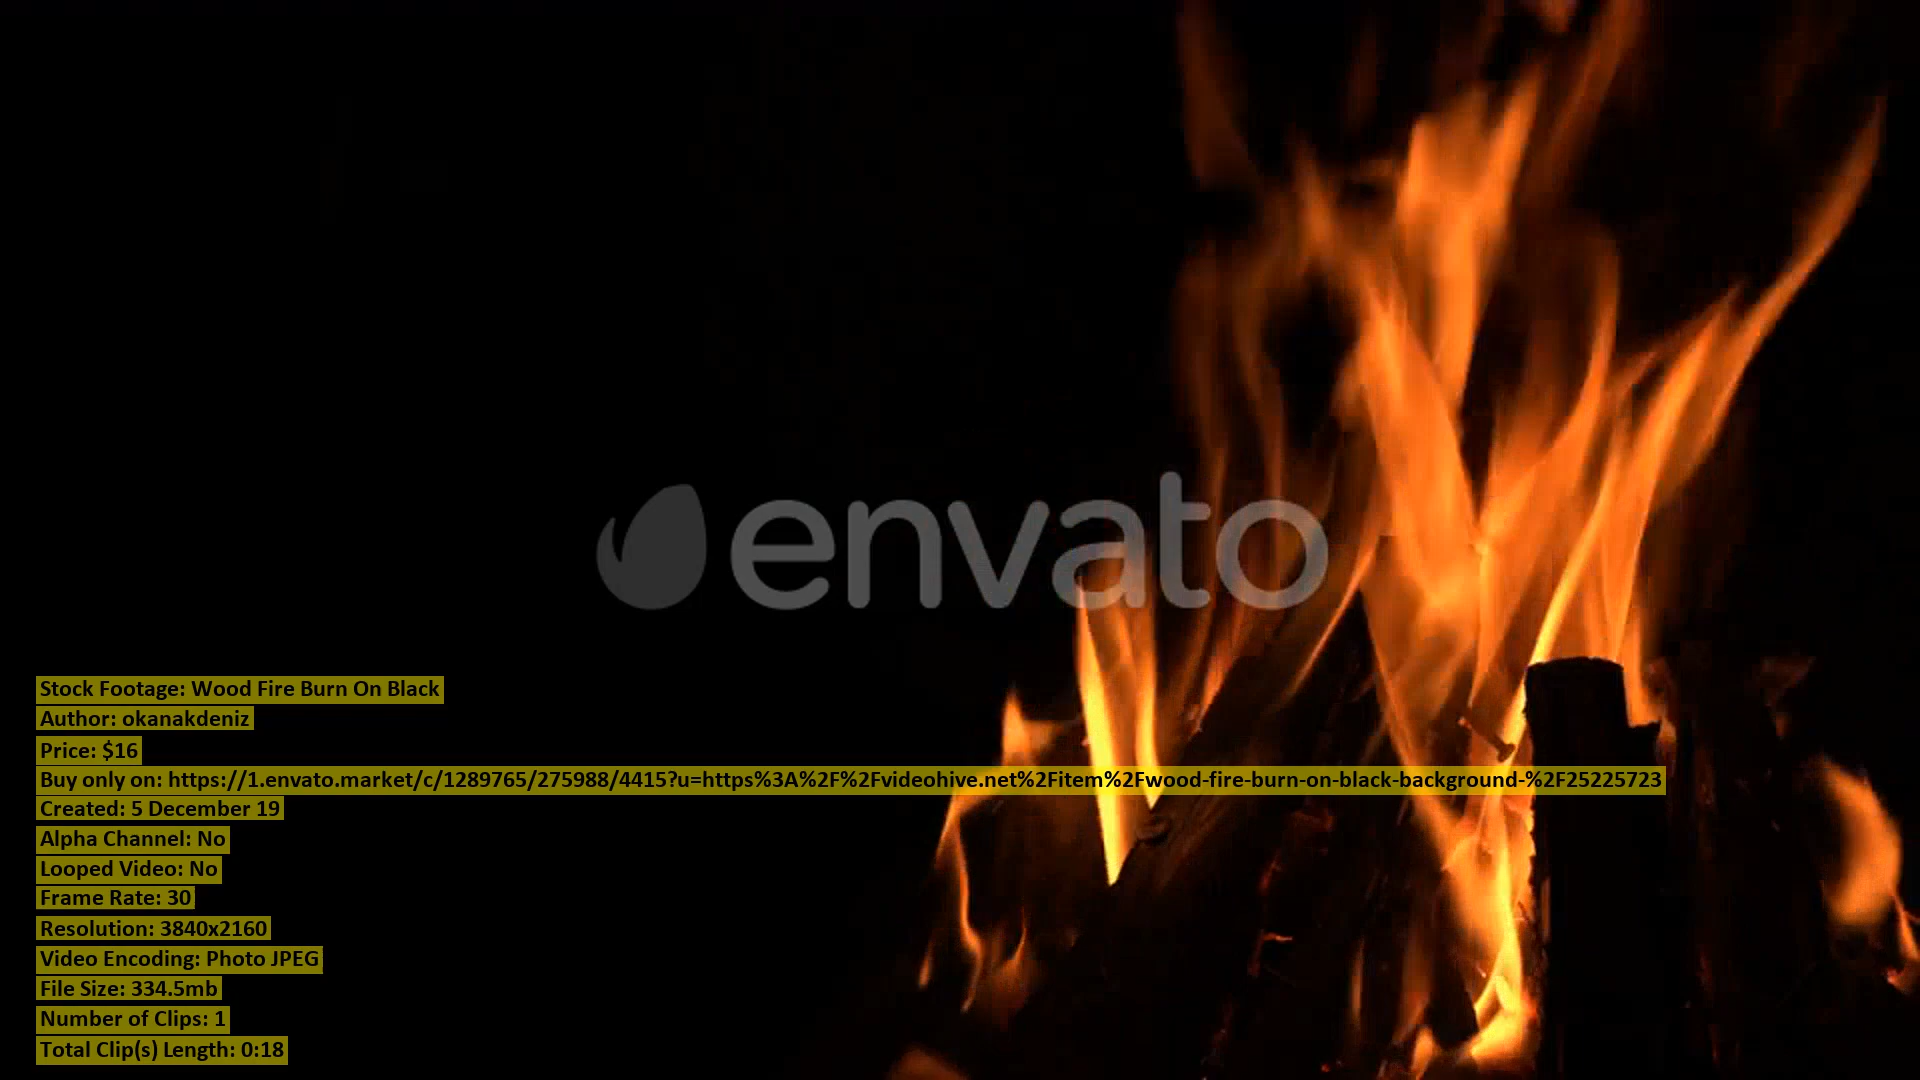 envato
Stock Footage: Wood Fire Burn On Black
Author: okanakdeniz
Price: $16
Buy only on: https://1.envato.market/c/1289765/275988/4415?u=https%3A%2F%2Fvideohive.net%2Fitem%2Fwood-fire-burn-on-black-background-%2F25225723
Created: 5 December 19
Alpha Channel: No
Looped Video: No
Frame Rate: 30
Resolution: 3840x2160
Video Encoding: Photo JPEG
File Size: 334.5mb
Number of Clips: 1
Total Clip(s) Length: 0:18